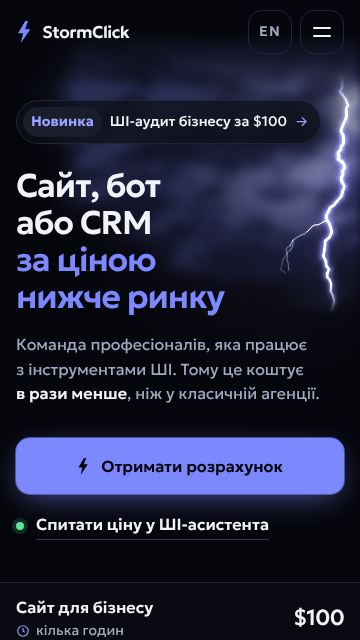 StormClick
EN
Новинка ШІ-аудит бізнесу за $100 →
Сайт, бот
або CRM
за ціною
нижче ринку
Команда професіоналів, яка працює
з інструментами ШІ. Тому це коштує
в рази менше, ніж у класичній агенції.
Отримати розрахунок
Спитати ціну у ШІ-асистента
Сайт для бізнесу
$100
кілька годин